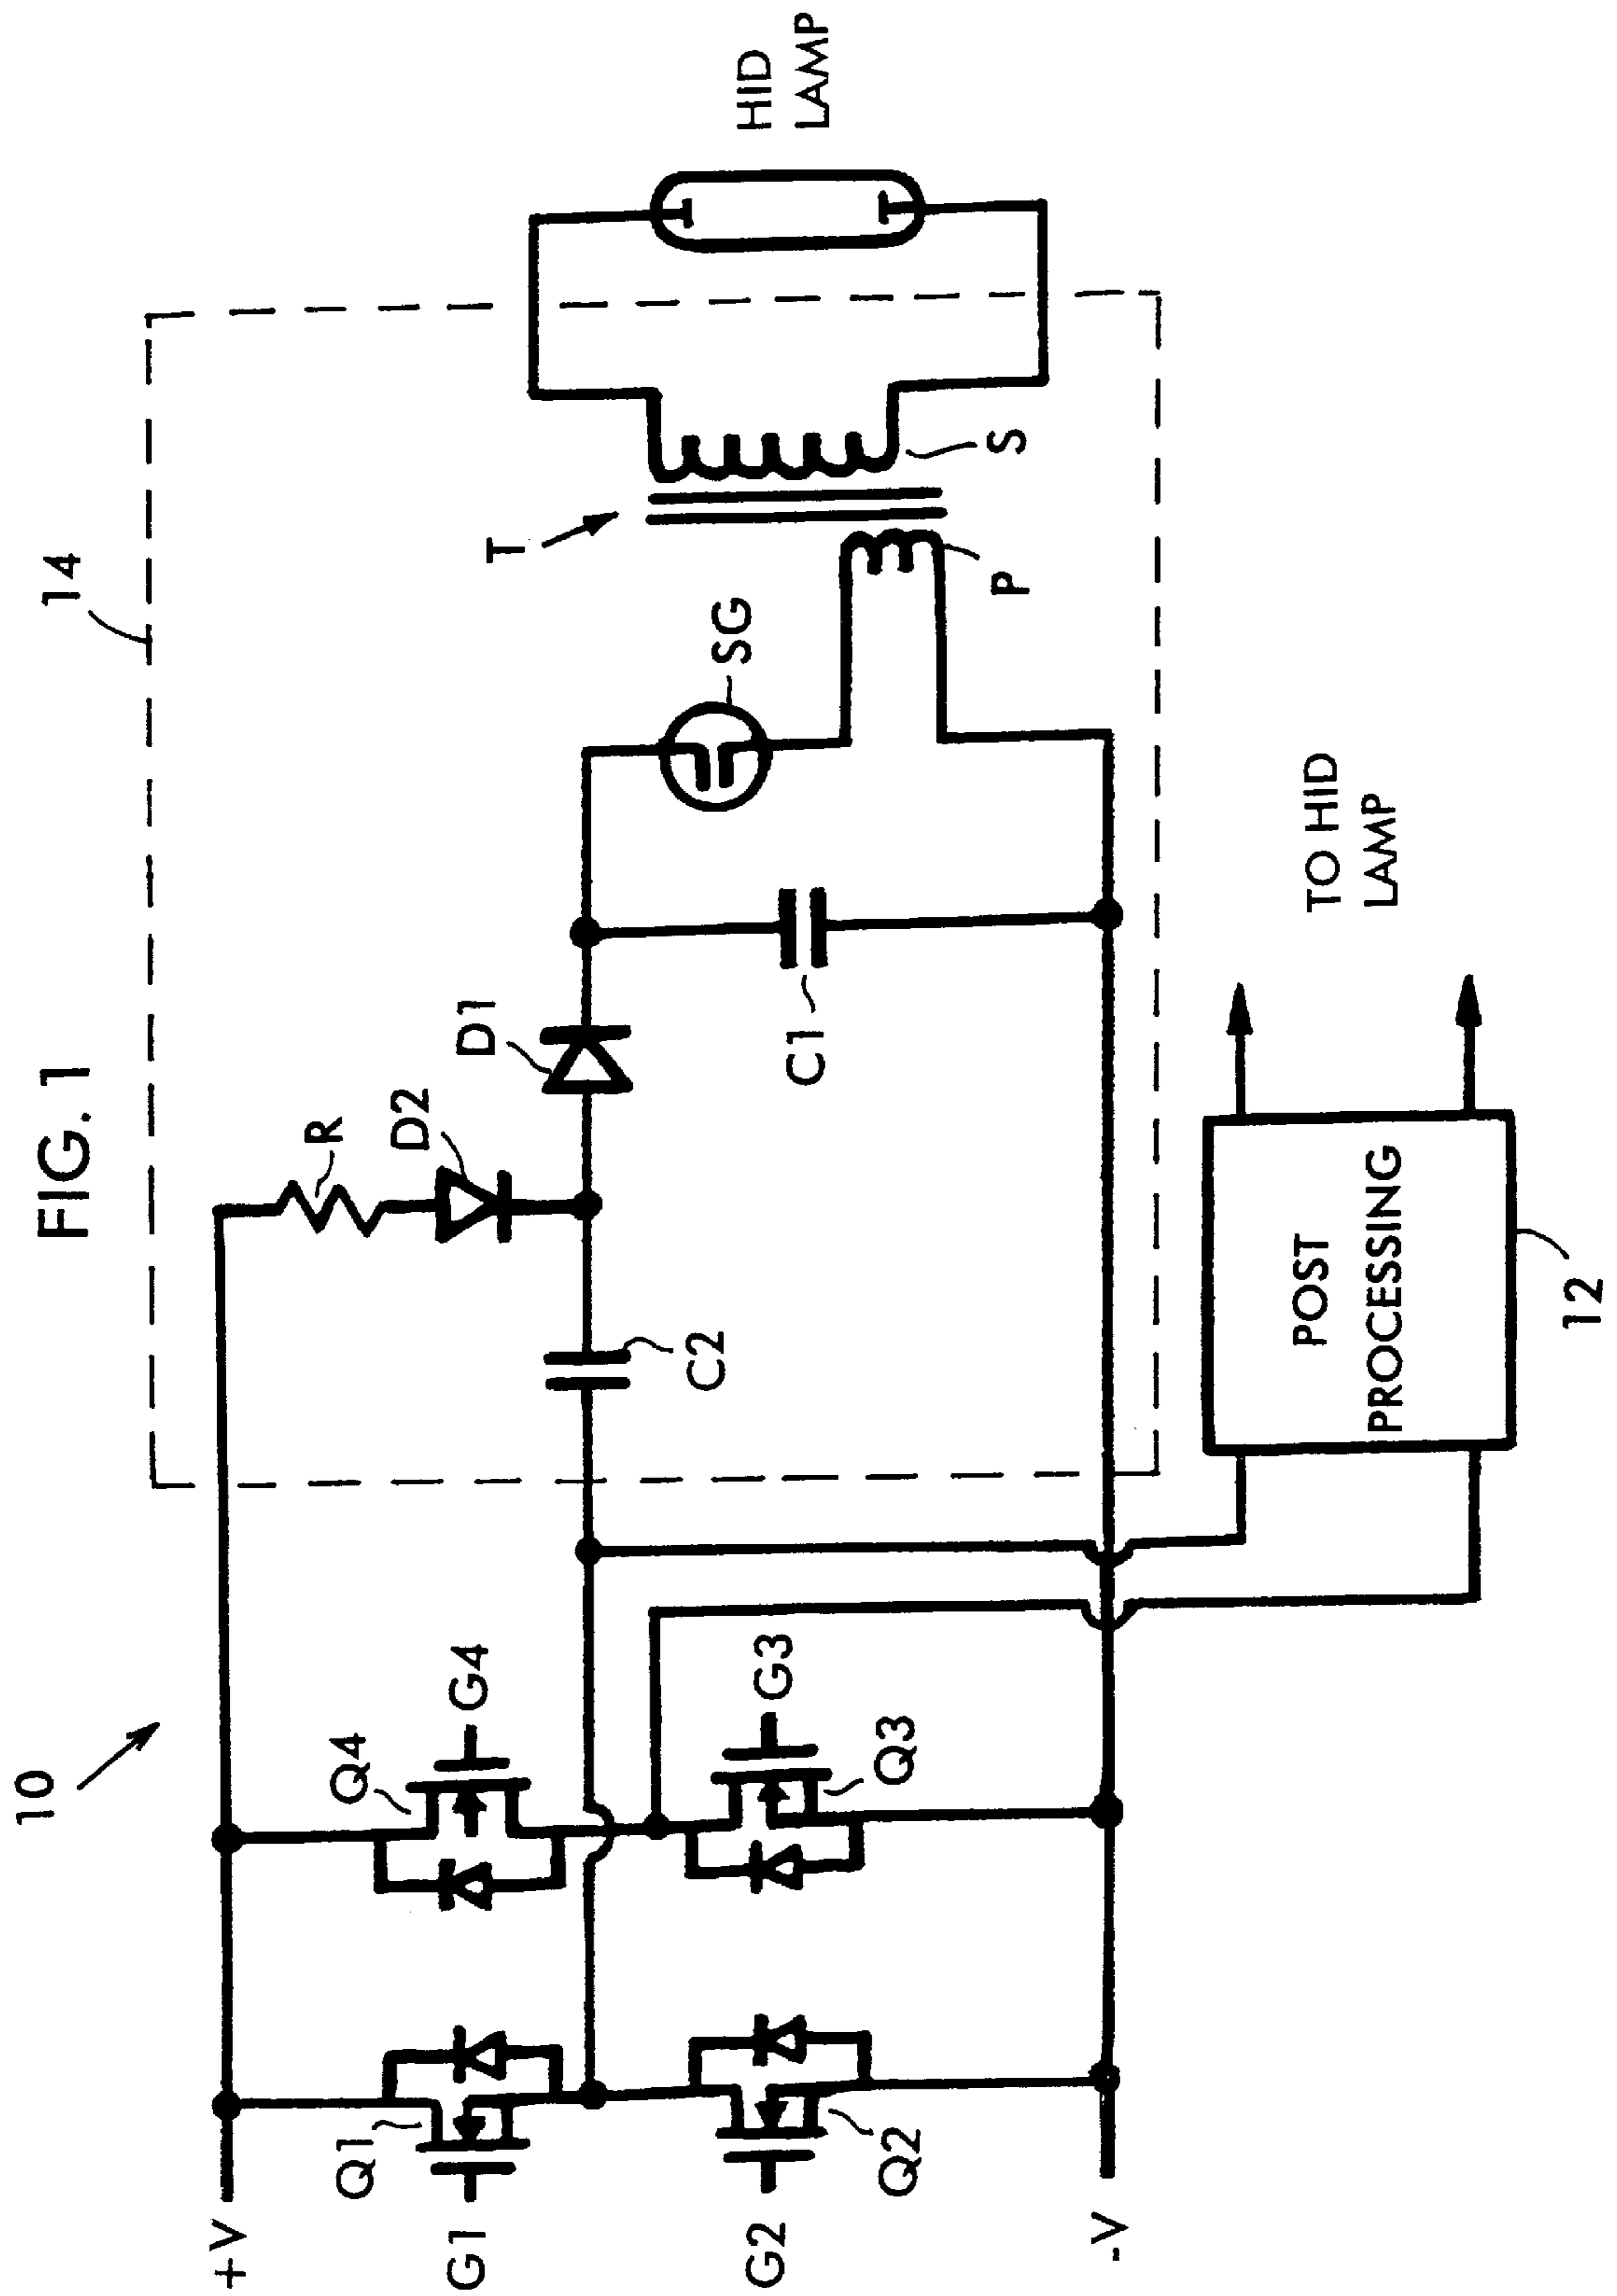 FIG. 1
10
14
+V
-V
G1
Q1
G2
Q2
Q4
G4
G3
Q3
R
D2
D1
C2
C1
SG
T
P
S
HID
LAMP
POST
PROCESSING
12
TO HID
LAMP